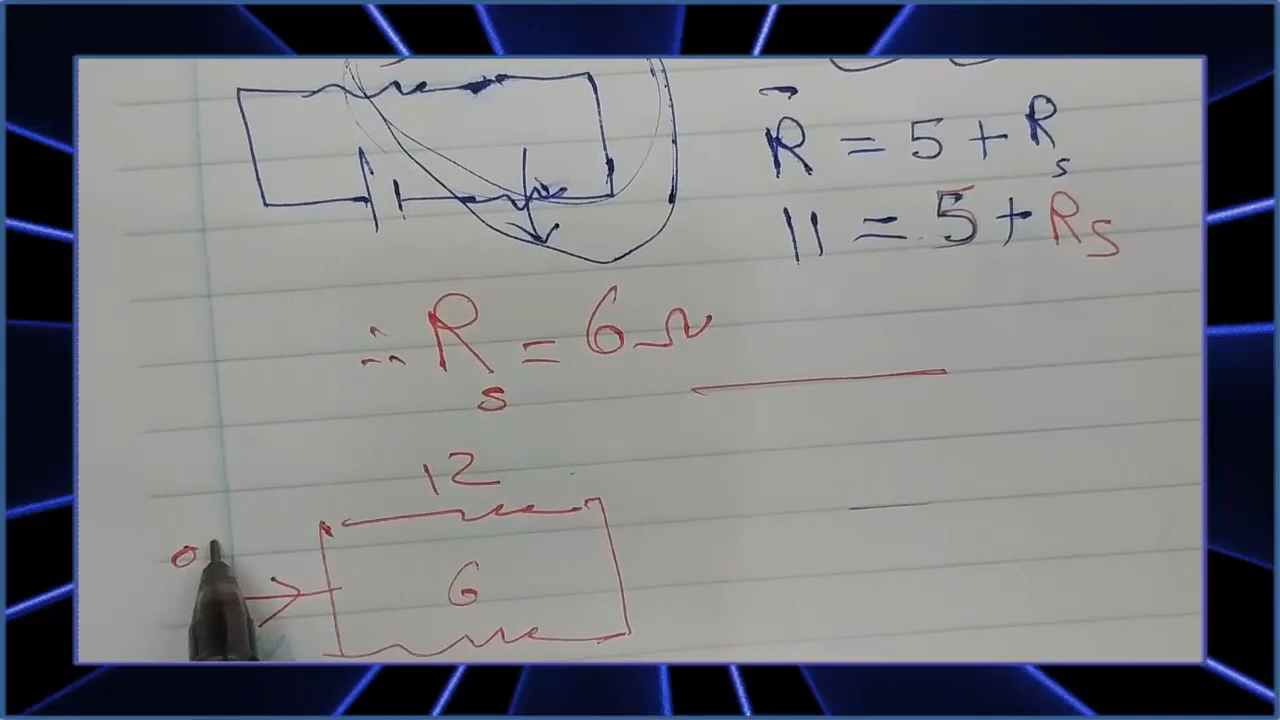 R = 5 + Rs
11 = 5 + Rs
∴ Rs = 6 Ω
12
6